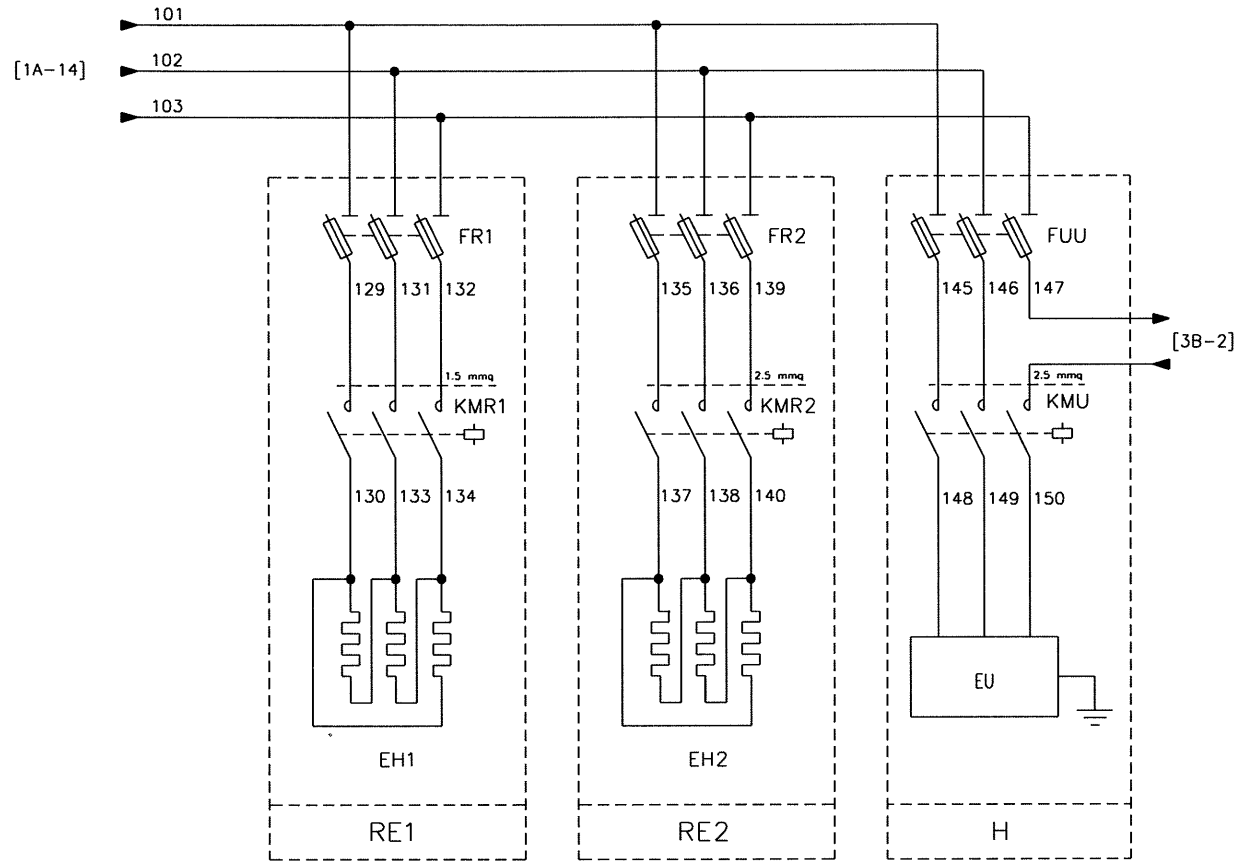 101
[1A-14]
102
103
FR1
FR2
FUU
129 131 132
135 136 139
145 146 147
[3B-2]
1.5 mmq
2.5 mmq
2.5 mmq
KMR1
KMR2
KMU
130 133 134
137 138 140
148 149 150
EU
EH1
EH2
RE1
RE2
H